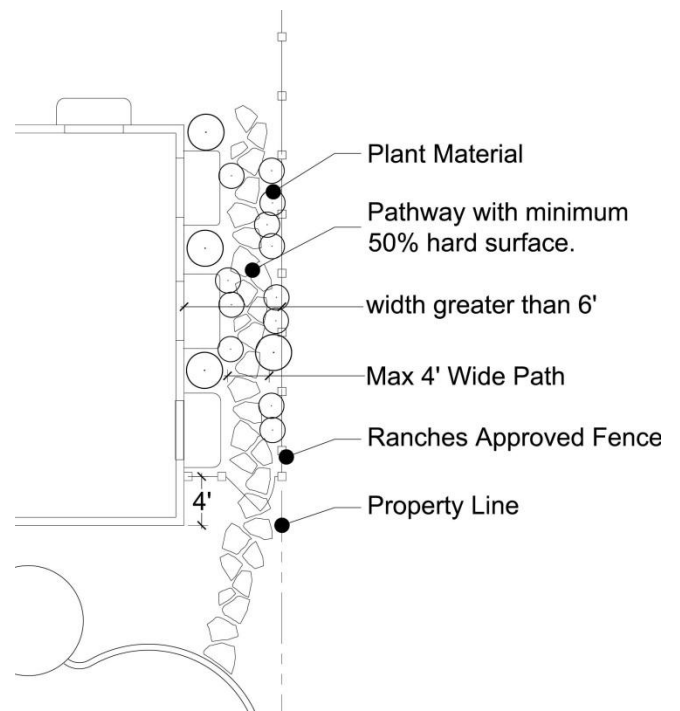 Plant Material
Pathway with minimum
50% hard surface.
width greater than 6'
Max 4' Wide Path
Ranches Approved Fence
4'
Property Line